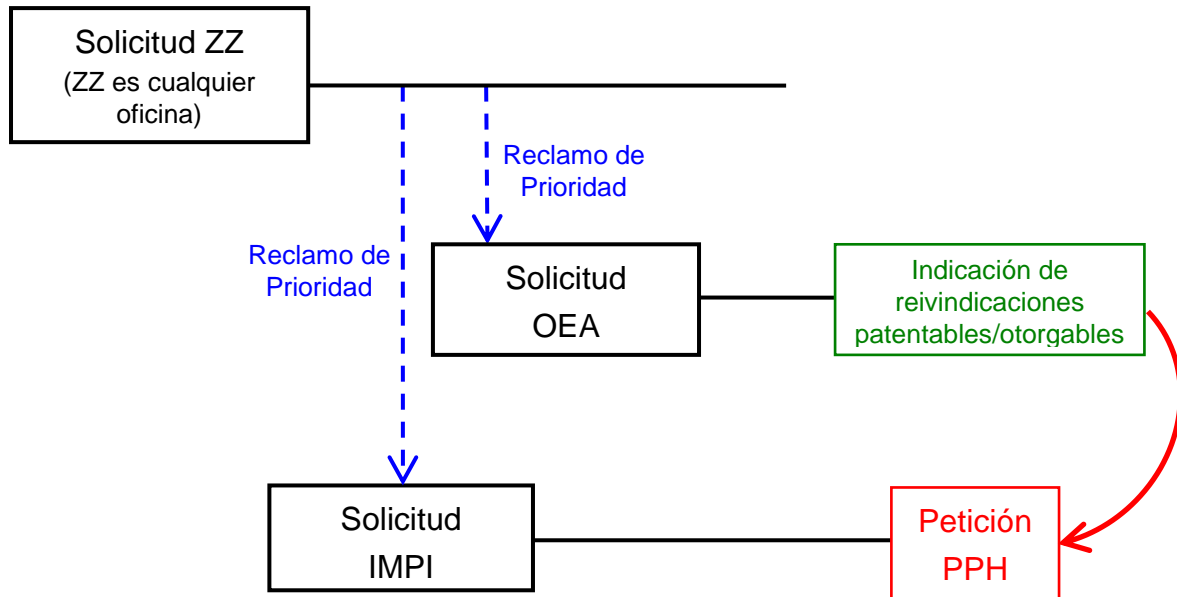 Solicitud ZZ
(ZZ es cualquier
oficina)
Reclamo de
Prioridad
Reclamo de
Prioridad
Solicitud
OEA
Indicación de
reivindicaciones
patentables/otorgables
Solicitud
IMPI
Petición
PPH